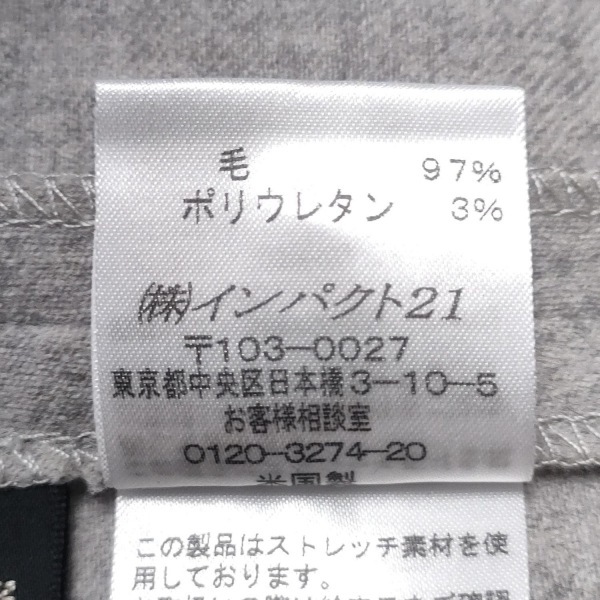 毛 97%
ポリウレタン 3%
㈱インパクト21
〒103-0027
東京都中央区日本橋3-10-5
お客様相談室
0120-3274-20
米国製
この製品はストレッチ素材を使
用しております。